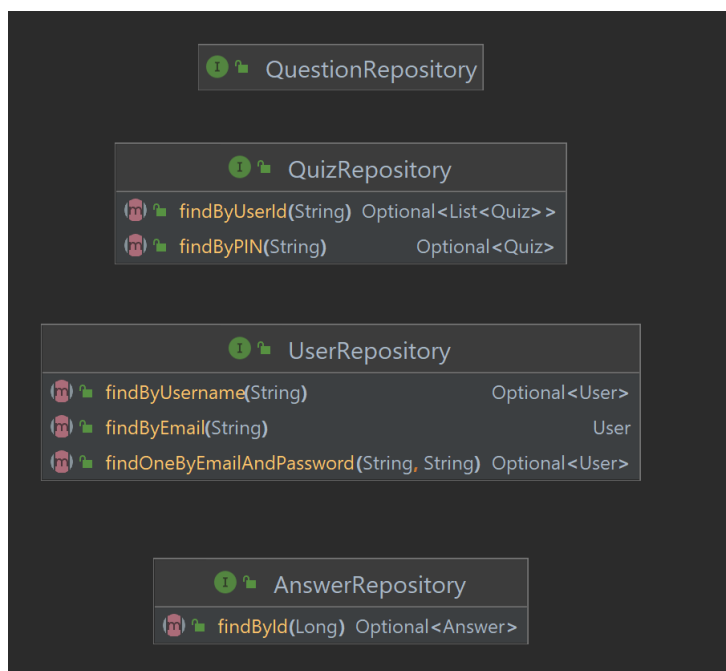 QuestionRepository
QuizRepository
findByUserId(String) Optional<List<Quiz>>
findByPIN(String) Optional<Quiz>
UserRepository
findByUsername(String) Optional<User>
findByEmail(String) User
findOneByEmailAndPassword(String, String) Optional<User>
AnswerRepository
findById(Long) Optional<Answer>